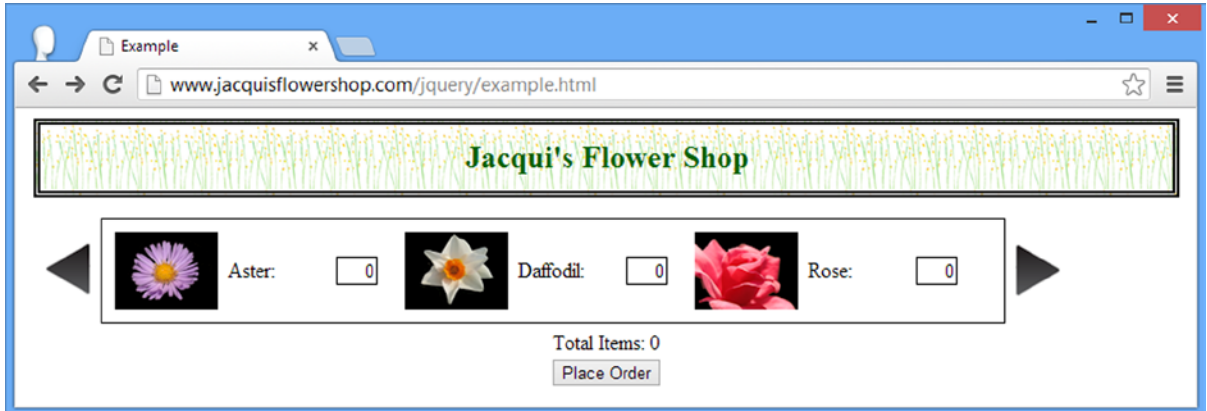 Example
www.jacquisflowershop.com/jquery/example.html
Jacqui's Flower Shop
Aster: 0 Daffodil: 0 Rose: 0
Total Items: 0
Place Order